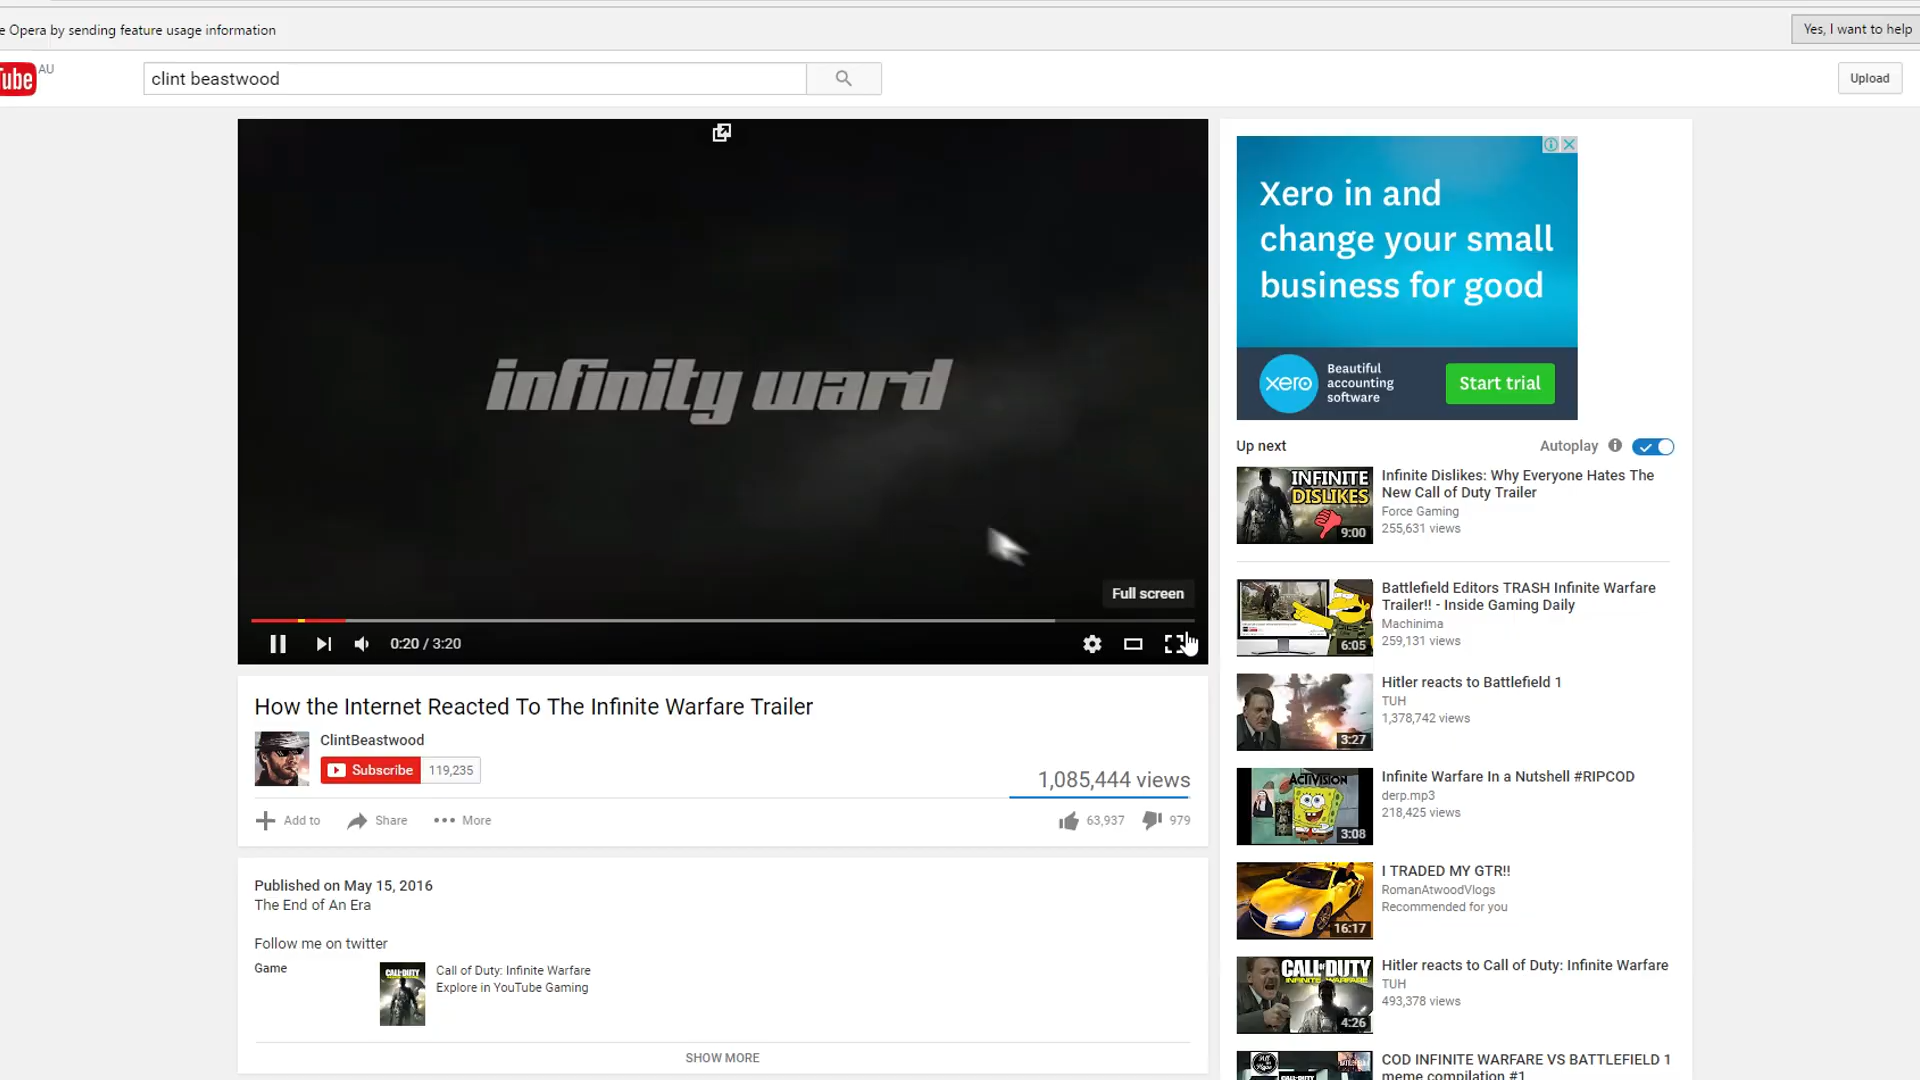 e Opera by sending feature usage information
Yes, I want to help
Tube AU
clint beastwood
Upload
infinity ward
Full screen
0:20 / 3:20
How the Internet Reacted To The Infinite Warfare Trailer
ClintBeastwood
Subscribe 119,235
1,085,444 views
Add to Share More
63,937 979
Published on May 15, 2016
The End of An Era
Follow me on twitter
Game
CALL OF DUTY
Call of Duty: Infinite Warfare
Explore in YouTube Gaming
SHOW MORE
Xero in and
change your small
business for good
xero
Beautiful
accounting
software
Start trial
Up next
Autoplay
INFINITE
DISLIKES
9:00
Infinite Dislikes: Why Everyone Hates The
New Call of Duty Trailer
Force Gaming
255,631 views
6:05
Battlefield Editors TRASH Infinite Warfare
Trailer!! - Inside Gaming Daily
Machinima
259,131 views
3:27
Hitler reacts to Battlefield 1
TUH
1,378,742 views
ACTIVISION
3:08
Infinite Warfare In a Nutshell #RIPCOD
derp.mp3
218,425 views
16:17
I TRADED MY GTR!!
RomanAtwoodVlogs
Recommended for you
CALL OF DUTY
INFINITE WARFARE
4:26
Hitler reacts to Call of Duty: Infinite Warfare
TUH
493,378 views
COD INFINITE WARFARE VS BATTLEFIELD 1
meme compilation #1